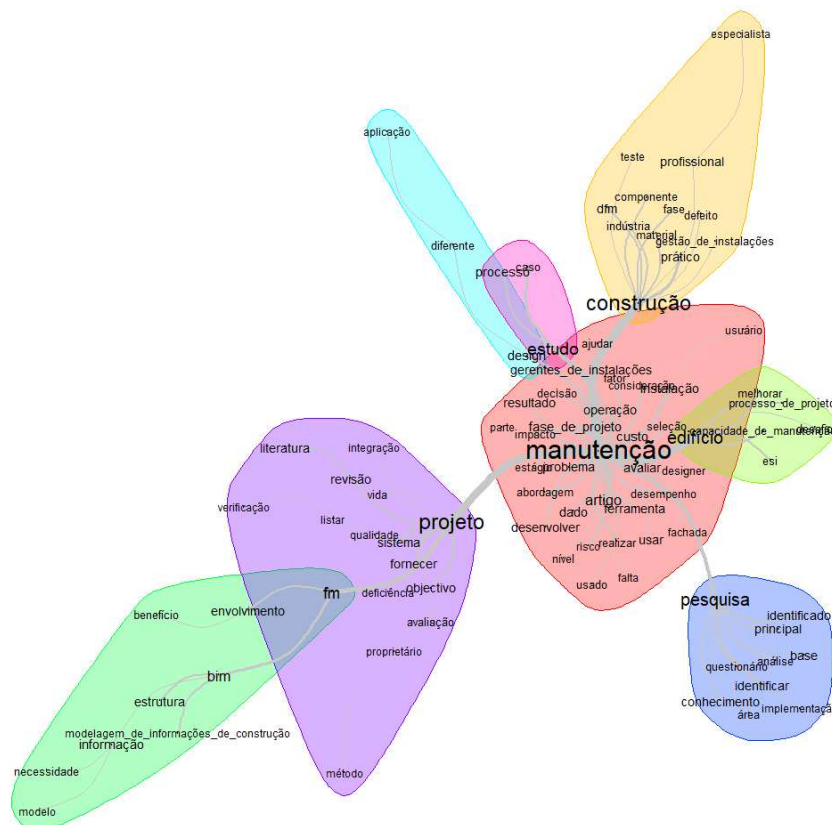 especialista
aplicação
teste
profissional
componente
dfm
fase
defeito
indústria
material
gestão_de_instalações
diferente
prático
caso
processo
construção
usuário
ajudar
estudo
design
gerentes_de_instalações
fator
consideração
instalação
decisão
melhorar
processo_de_projeto
resultado
operação
parte
fase_de_projeto
seleção
capacidade_de_manutenção
desafio
impacto
custo
edifício
manutenção
literatura
integração
estágio
problema
avaliar
designer
esi
revisão
vida
abordagem
artigo
desempenho
verificação
listar
projeto
dado
ferramenta
qualidade
sistema
desenvolver
realizar
usar
fachada
risco
nível
fornecer
usado
falta
fm
deficiência
objectivo
pesquisa
benefício
envolvimento
identificado
avaliação
principal
proprietário
base
bim
questionário
análise
estrutura
identificar
conhecimento
área
implementação
modelagem_de_informações_de_construção
informação
necessidade
método
modelo